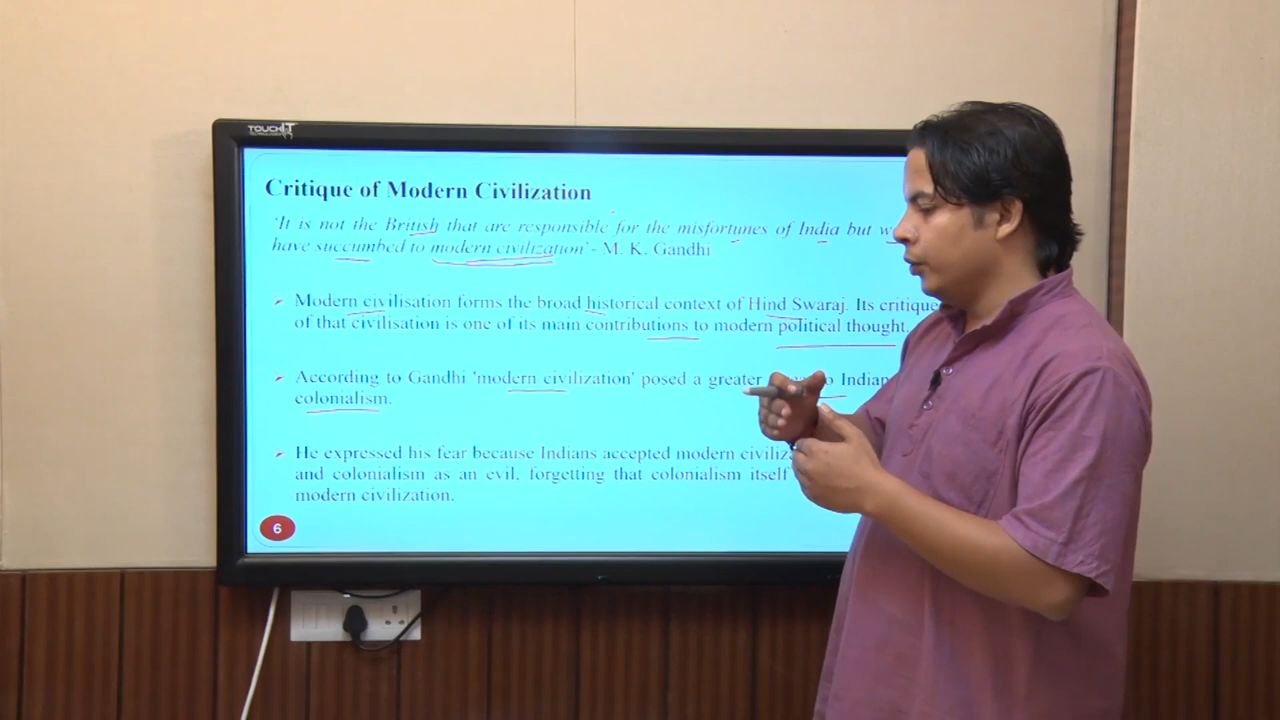 TOUCHIT
Critique of Modern Civilization
'It is not the British that are responsible for the misfortunes of India but
have succumbed to modern civilization' - M. K. Gandhi
➢ Modern civilisation forms the broad historical context of Hind Swaraj. Its critique
of that civilisation is one of its main contributions to modern political thought.
➢ According to Gandhi 'modern civilization' posed a greater to Indian
colonialism.
➢ He expressed his fear because Indians accepted modern
and colonialism as an evil, forgetting that colonialism itself
modern civilization.
6